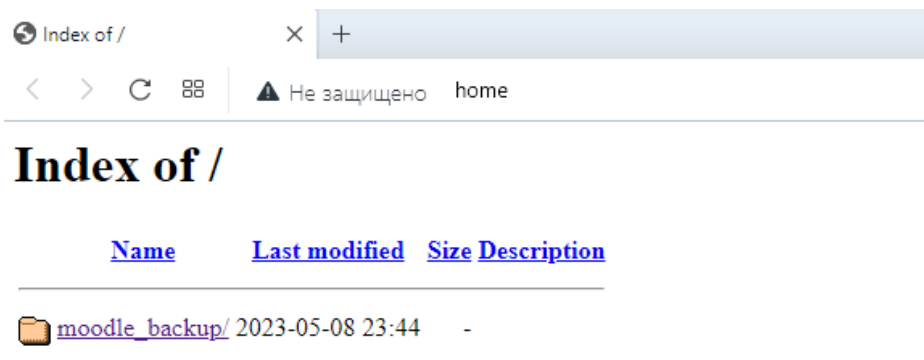 Index of /
Не защищено home
Index of /
Name Last modified Size Description
moodle_backup/ 2023-05-08 23:44 -